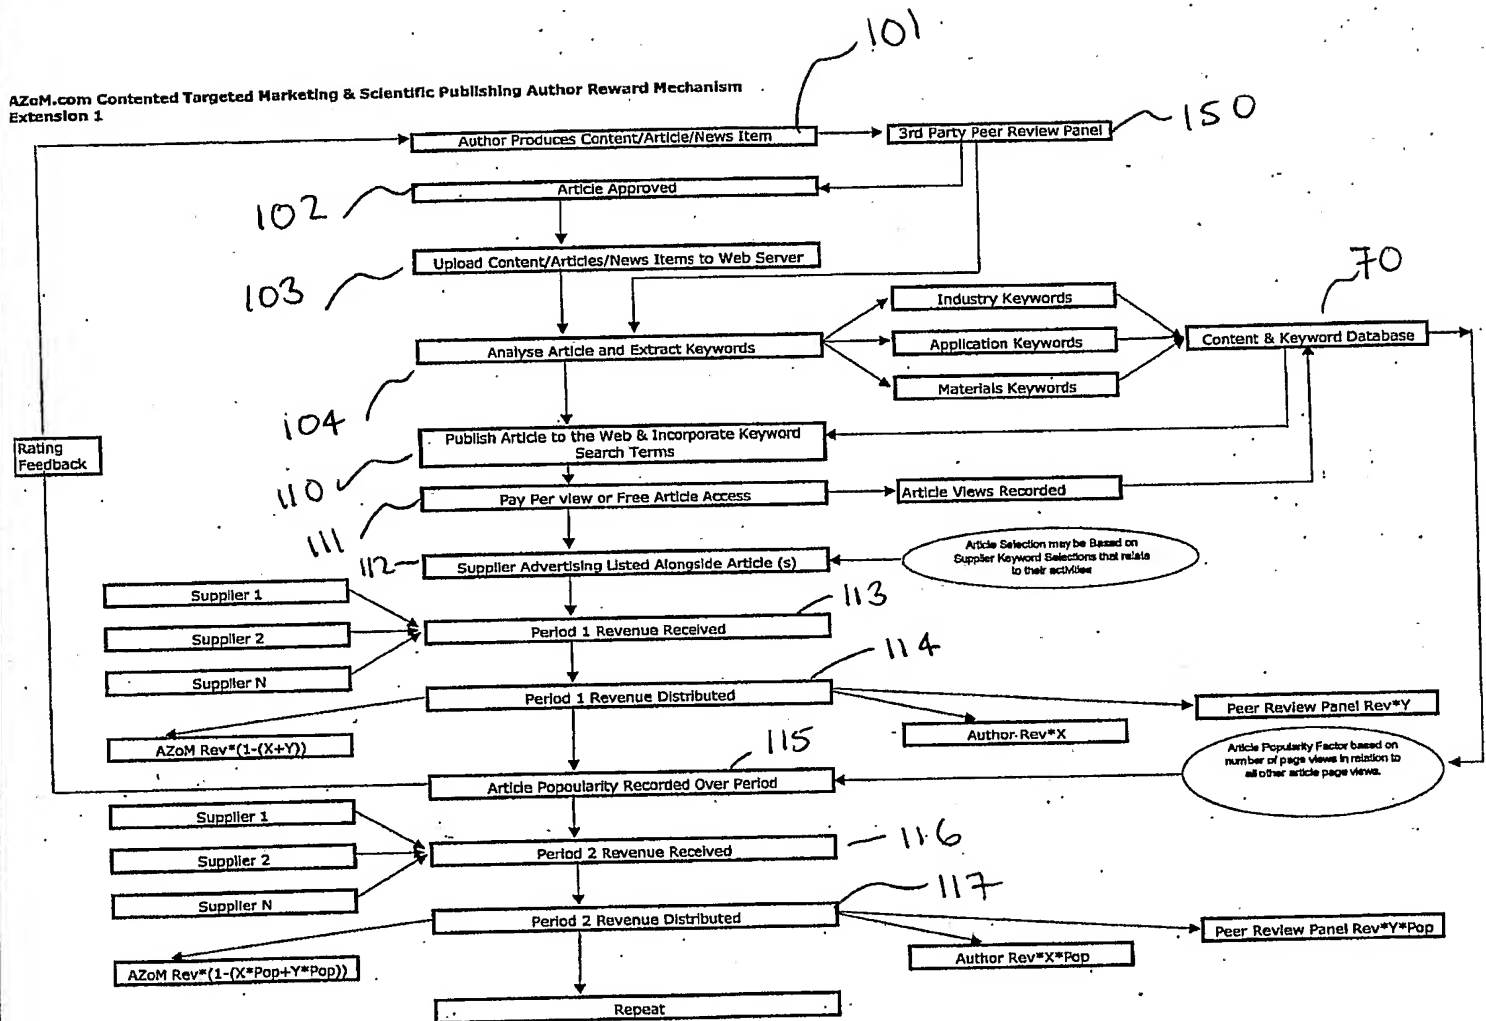 101
AZoM.com Contented Targeted Marketing & Scientific Publishing Author Reward Mechanism
Extension 1
Author Produces Content/Article/News Item
3rd Party Peer Review Panel
150
Article Approved
102
Upload Content/Articles/News Items to Web Server
103
70
Industry Keywords
Analyse Article and Extract Keywords
Application Keywords
Content & Keyword Database
Materials Keywords
104
Publish Article to the Web & Incorporate Keyword
Search Terms
Rating
Feedback
110
Pay Per view or Free Article Access
Article Views Recorded
111
Article Selection may be Based on
Supplier Keyword Selections that relate
to their activities
112
Supplier Advertising Listed Alongside Article (s)
Supplier 1
113
Supplier 2
Period 1 Revenue Received
Supplier N
114
Period 1 Revenue Distributed
Peer Review Panel Rev*Y
AZoM Rev*(1-(X+Y))
Author Rev*X
115
Article Popularity Factor based on
number of page views in relation to
all other article page views.
Article Popoularity Recorded Over Period
Supplier 1
116
Supplier 2
Period 2 Revenue Received
Supplier N
117
Period 2 Revenue Distributed
Peer Review Panel Rev*Y*Pop
AZoM Rev*(1-(X*Pop+Y*Pop))
Author Rev*X*Pop
Repeat